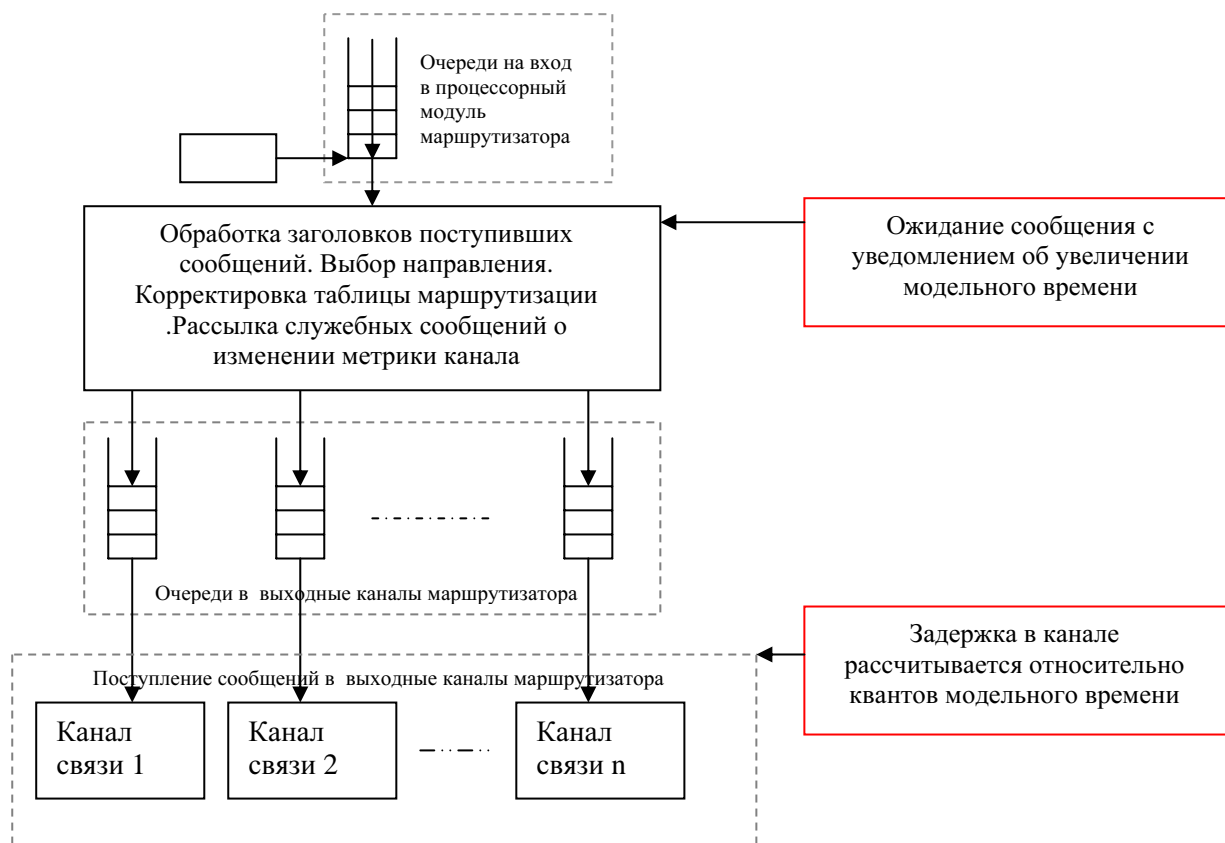 Очереди на вход
в процессорный
модуль
маршрутизатора
Обработка заголовков поступивших
сообщений. Выбор направления.
Корректировка таблицы маршрутизации
.Рассылка служебных сообщений о
изменении метрики канала
Ожидание сообщения с
уведомлением об увеличении
модельного времени
Очереди в выходные каналы маршрутизатора
Задержка в канале
рассчитывается относительно
квантов модельного времени
Поступление сообщений в выходные каналы маршрутизатора
Канал
связи 1
Канал
связи 2
Канал
связи n